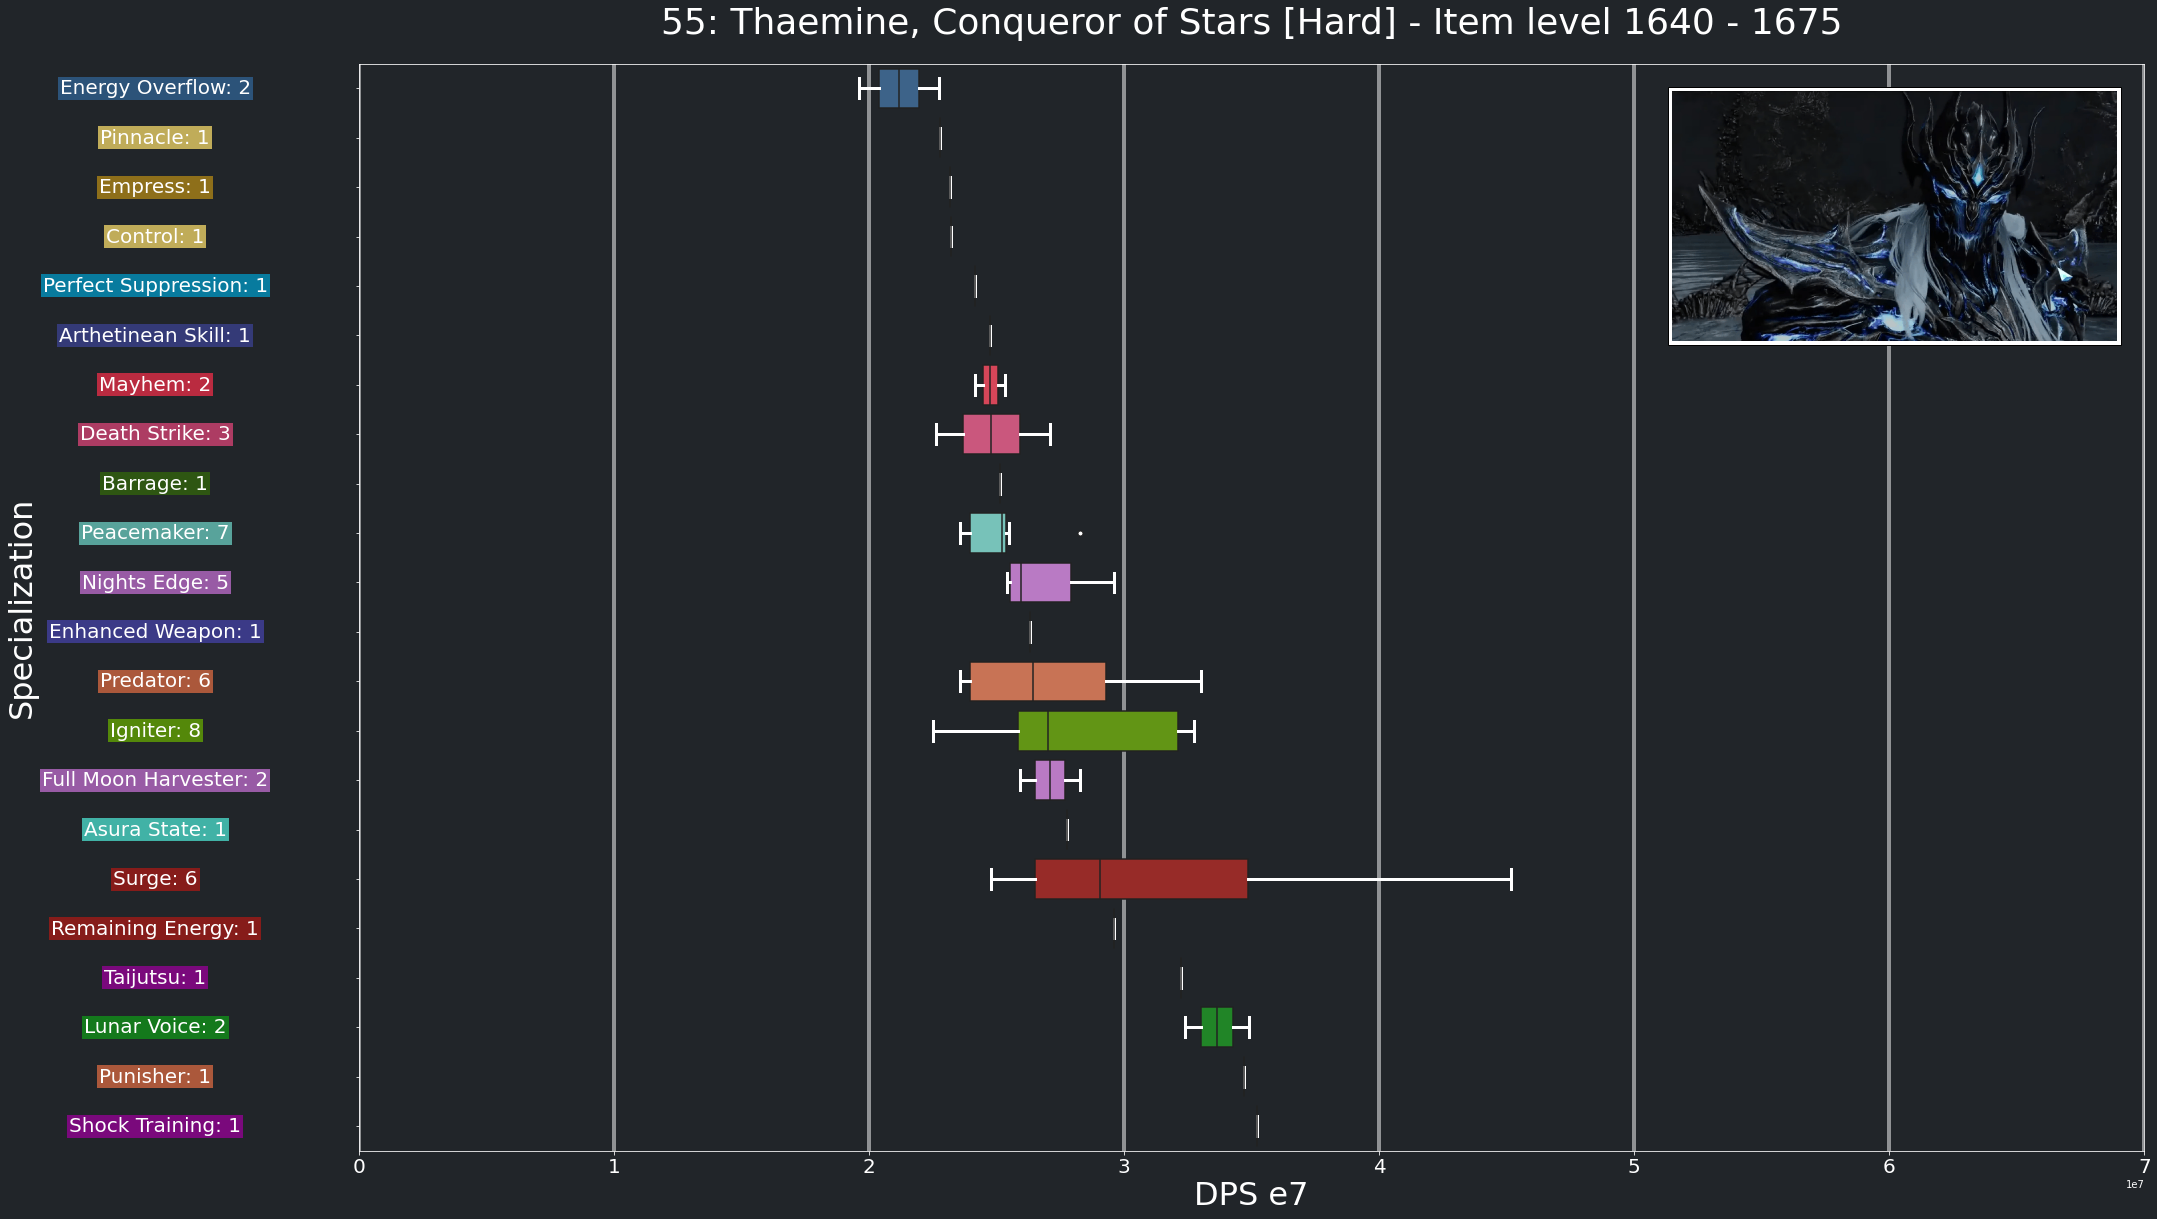 55: Thaemine, Conqueror of Stars [Hard] - Item level 1640 - 1675
Specialization
Energy Overflow: 2
Pinnacle: 1
Empress: 1
Control: 1
Perfect Suppression: 1
Arthetinean Skill: 1
Mayhem: 2
Death Strike: 3
Barrage: 1
Peacemaker: 7
Nights Edge: 5
Enhanced Weapon: 1
Predator: 6
Igniter: 8
Full Moon Harvester: 2
Asura State: 1
Surge: 6
Remaining Energy: 1
Taijutsu: 1
Lunar Voice: 2
Punisher: 1
Shock Training: 1
0 1 2 3 4 5 6 7
1e7
DPS e7